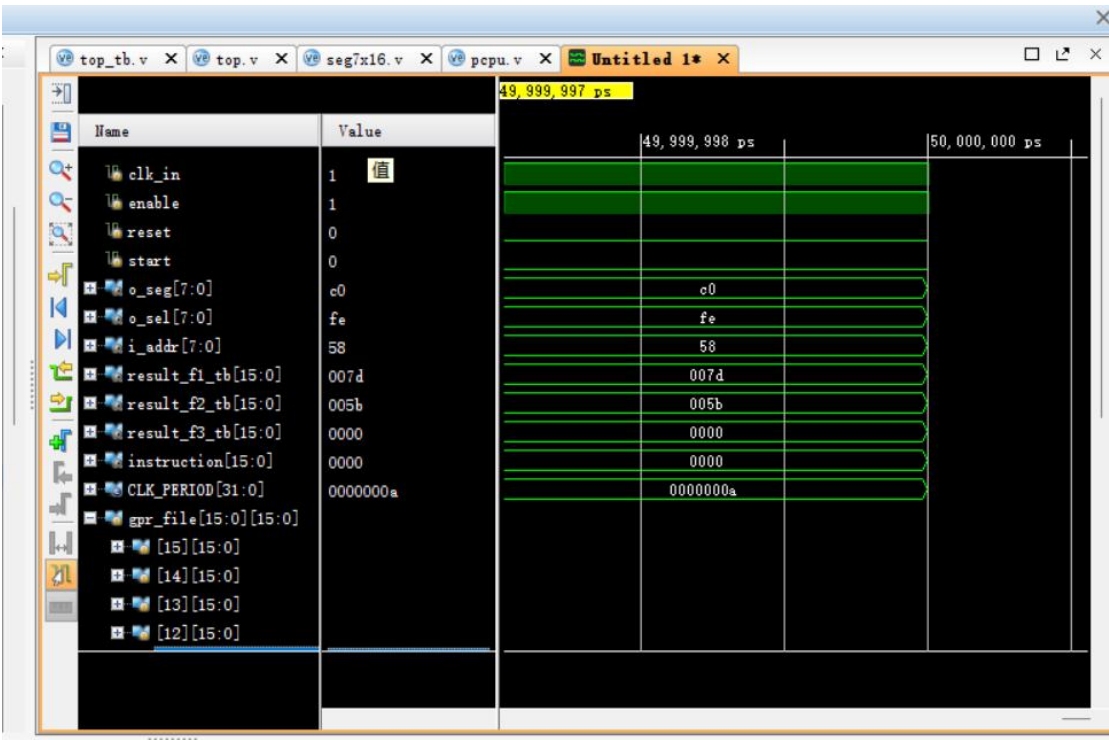 top_tb.v X top.v X seg7x16.v X pcpu.v X Untitled 1* X
49,999,997 ps
Name Value 49,999,998 ps 50,000,000 ps
clk_in 1 值
enable 1
reset 0
start 0
o_seg[7:0] c0 c0
o_sel[7:0] fe fe
i_addr[7:0] 58 58
result_f1_tb[15:0] 007d 007d
result_f2_tb[15:0] 005b 005b
result_f3_tb[15:0] 0000 0000
instruction[15:0] 0000 0000
CLK_PERIOD[31:0] 0000000a 0000000a
gpr_file[15:0][15:0]
[15][15:0]
[14][15:0]
[13][15:0]
[12][15:0]